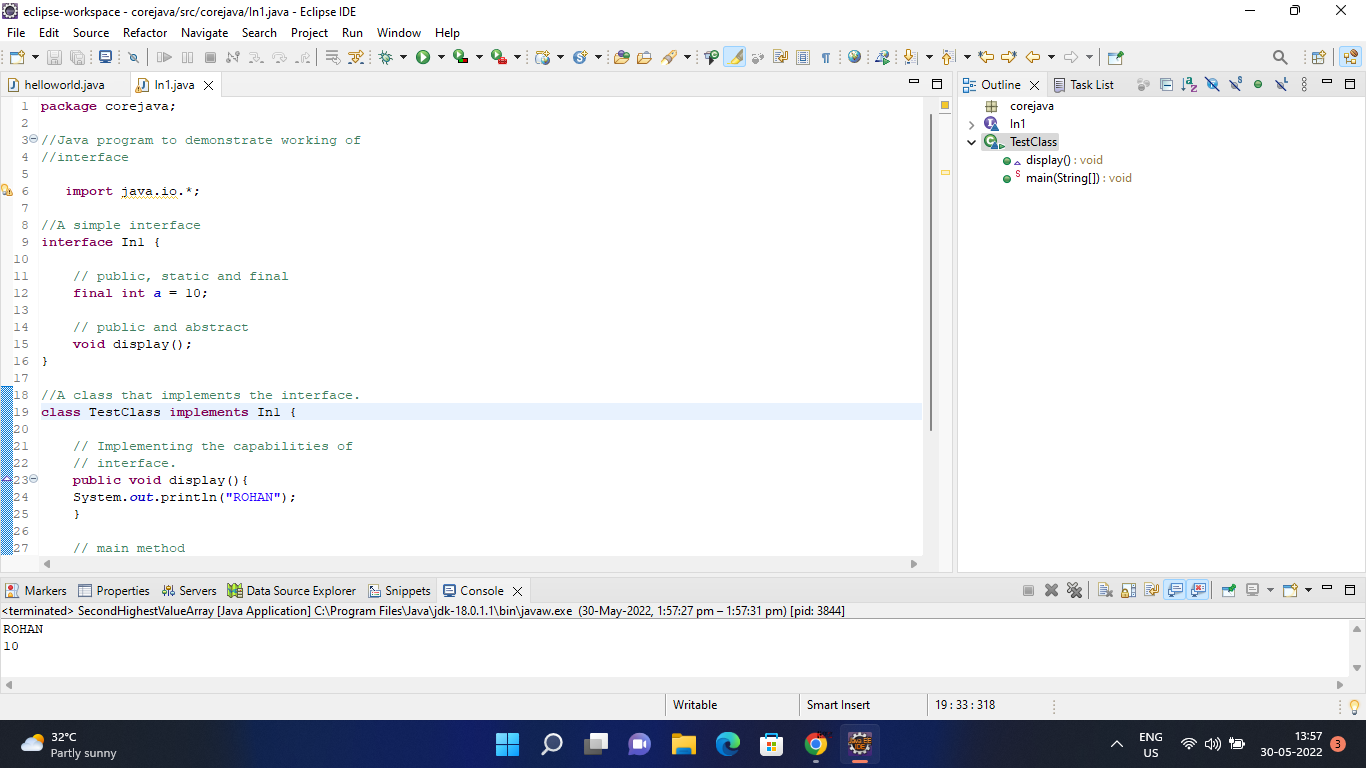 eclipse-workspace - corejava/src/corejava/In1.java - Eclipse IDE
File Edit Source Refactor Navigate Search Project Run Window Help
helloworld.java In1.java
Outline Task List
1 package corejava;
2
3 //Java program to demonstrate working of
4 //interface
5
6    import java.io.*;
7
8 //A simple interface
9 interface In1 {
10
11     // public, static and final
12     final int a = 10;
13
14     // public and abstract
15     void display();
16 }
17
18 //A class that implements the interface.
19 class TestClass implements In1 {
20
21     // Implementing the capabilities of
22     // interface.
23     public void display(){
24     System.out.println("ROHAN");
25     }
26
27     // main method
corejava
In1
TestClass
display() : void
main(String[]) : void
Markers Properties Servers Data Source Explorer Snippets Console
<terminated> SecondHighestValueArray [Java Application] C:\Program Files\Java\jdk-18.0.1.1\bin\javaw.exe (30-May-2022, 1:57:27 pm – 1:57:31 pm) [pid: 3844]
ROHAN
10
Writable Smart Insert 19 : 33 : 318
32°C
Partly sunny
ENG
US
13:57
30-05-2022
3